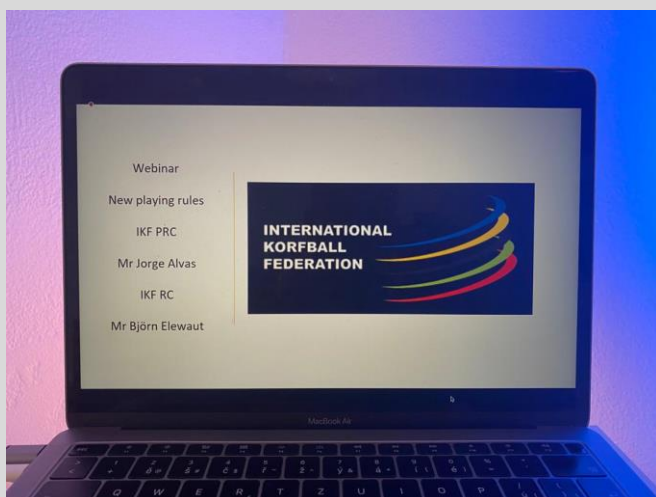 Webinar
New playing rules
IKF PRC
Mr Jorge Alvas
IKF RC
Mr Björn Elewaut
INTERNATIONAL
KORFBALL
FEDERATION
MacBook Air
Q W E R T Z U I O P